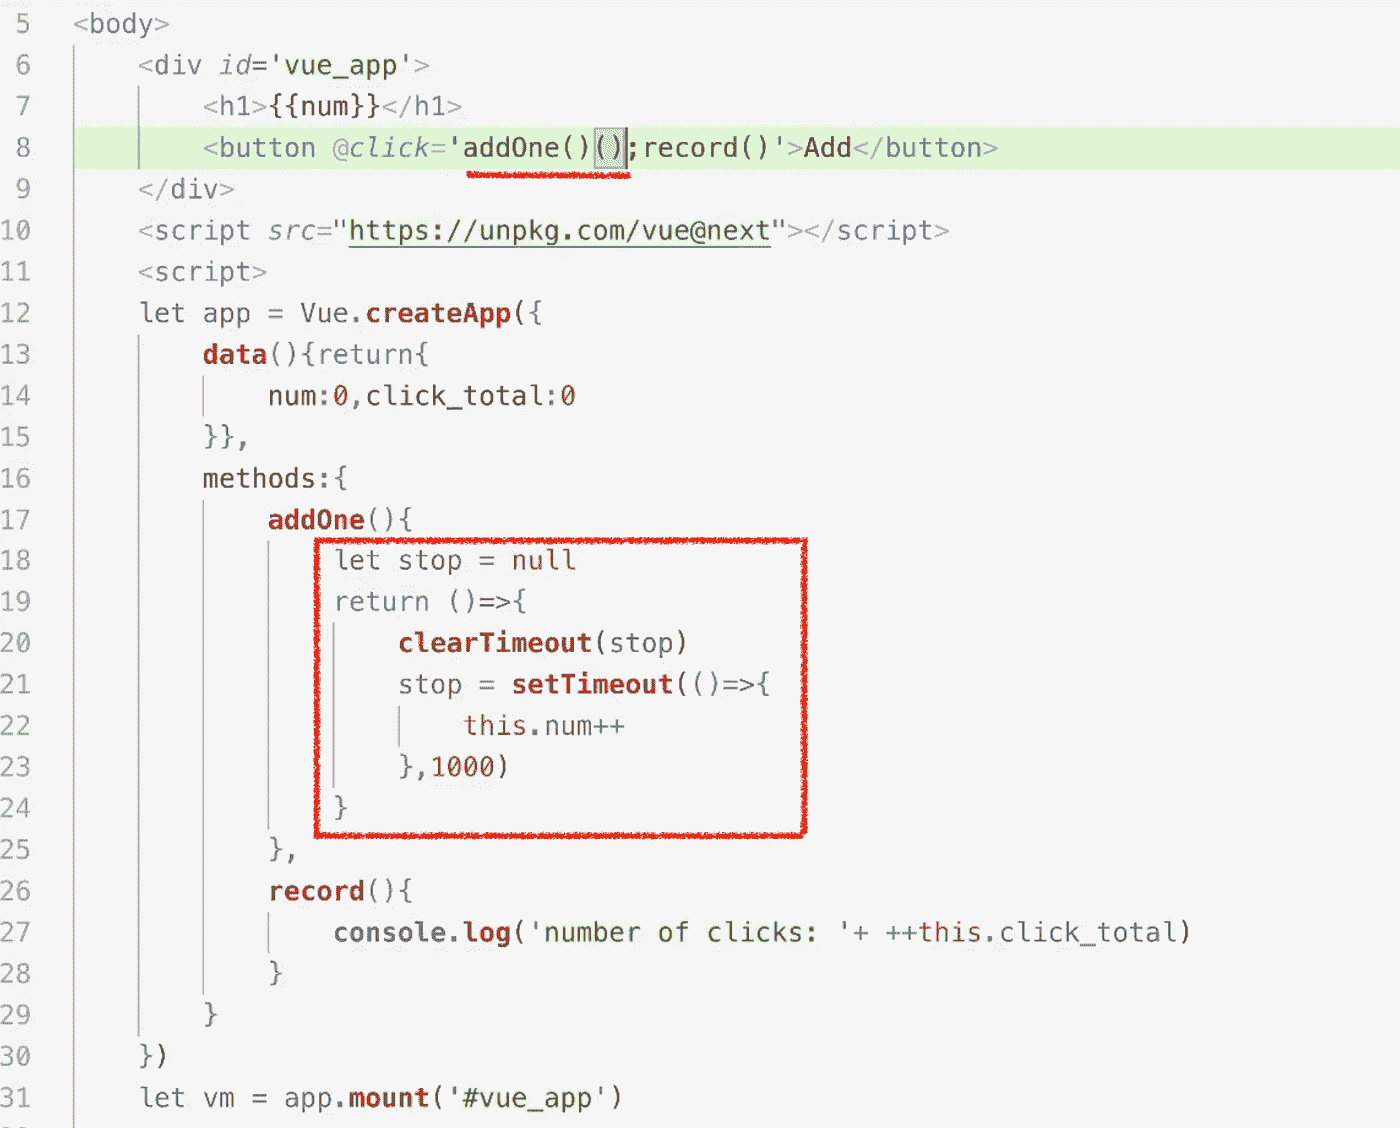 5 <body>
6 <div id='vue_app'>
7 <h1>{{num}}</h1>
8 <button @click='addOne()();record()'>Add</button>
9 </div>
10 <script src="https://unpkg.com/vue@next"></script>
11 <script>
12 let app = Vue.createApp({
13 data(){return{
14 num:0,click_total:0
15 }},
16 methods:{
17 addOne(){
18 let stop = null
19 return ()=>{
20 clearTimeout(stop)
21 stop = setTimeout(()=>{
22 this.num++
23 },1000)
24 }
25 },
26 record(){
27 console.log('number of clicks: '+ ++this.click_total)
28 }
29 }
30 })
31 let vm = app.mount('#vue_app')